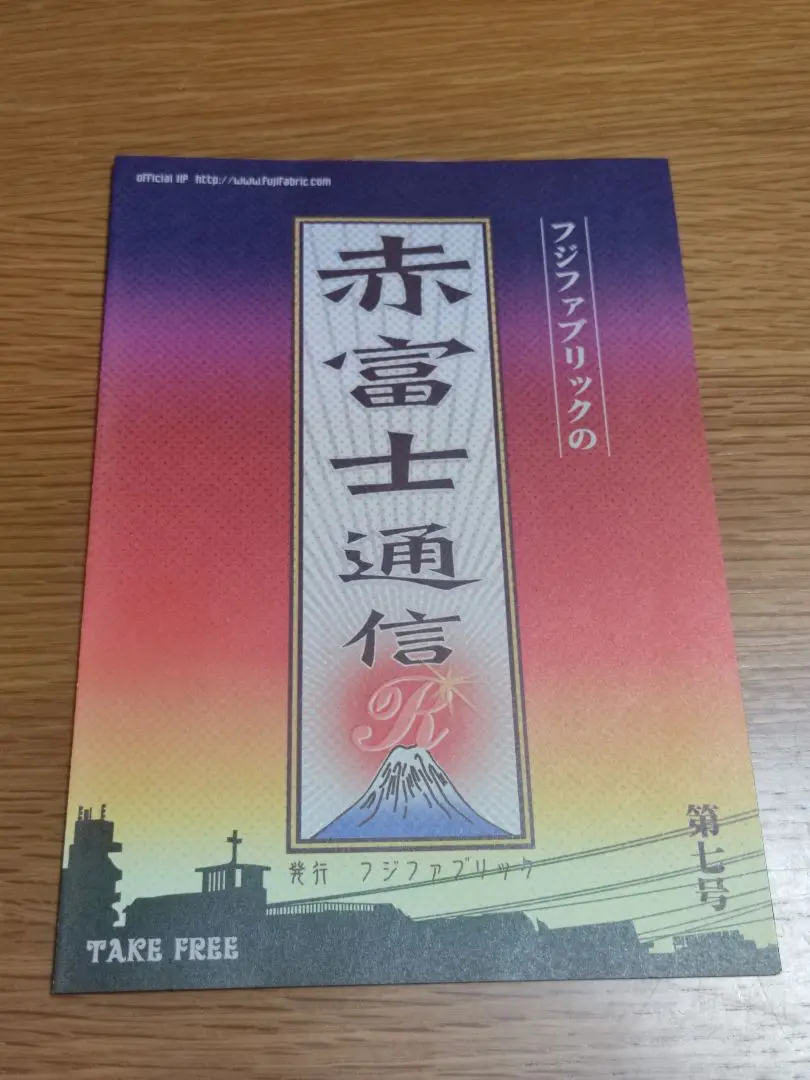 official HP http://www.fujifabric.com
フジファブリックの
赤富士通信
R
発行 フジファブリック
第七号
TAKE FREE